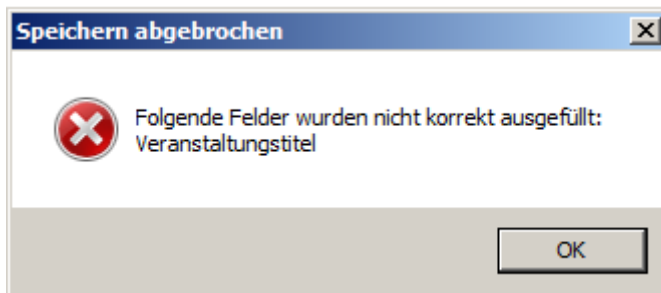 Speichern abgebrochen
Folgende Felder wurden nicht korrekt ausgefüllt:
Veranstaltungstitel
OK